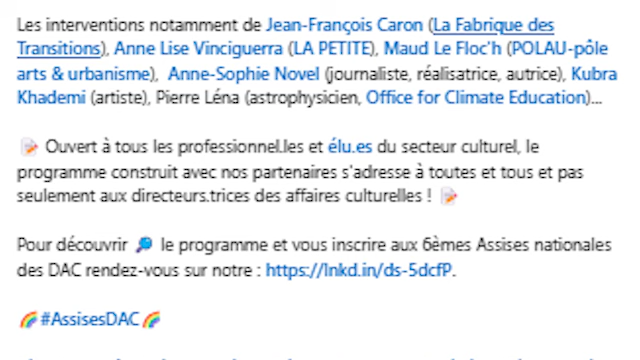 Les interventions notamment de Jean-François Caron (La Fabrique des
Transitions), Anne Lise Vinciguerra (LA PETITE), Maud Le Floc'h (POLAU-pôle
arts & urbanisme), Anne-Sophie Novel (journaliste, réalisatrice, autrice), Kubra
Khademi (artiste), Pierre Léna (astrophysicien, Office for Climate Education)...
📝 Ouvert à tous les professionnel.les et élu.es du secteur culturel, le
programme construit avec nos partenaires s'adresse à toutes et tous et pas
seulement aux directeurs.trices des affaires culturelles ! 📝
Pour découvrir 🔎 le programme et vous inscrire aux 6èmes Assises nationales
des DAC rendez-vous sur notre : https://lnkd.in/ds-5dcfP.
🌈#AssisesDAC🌈